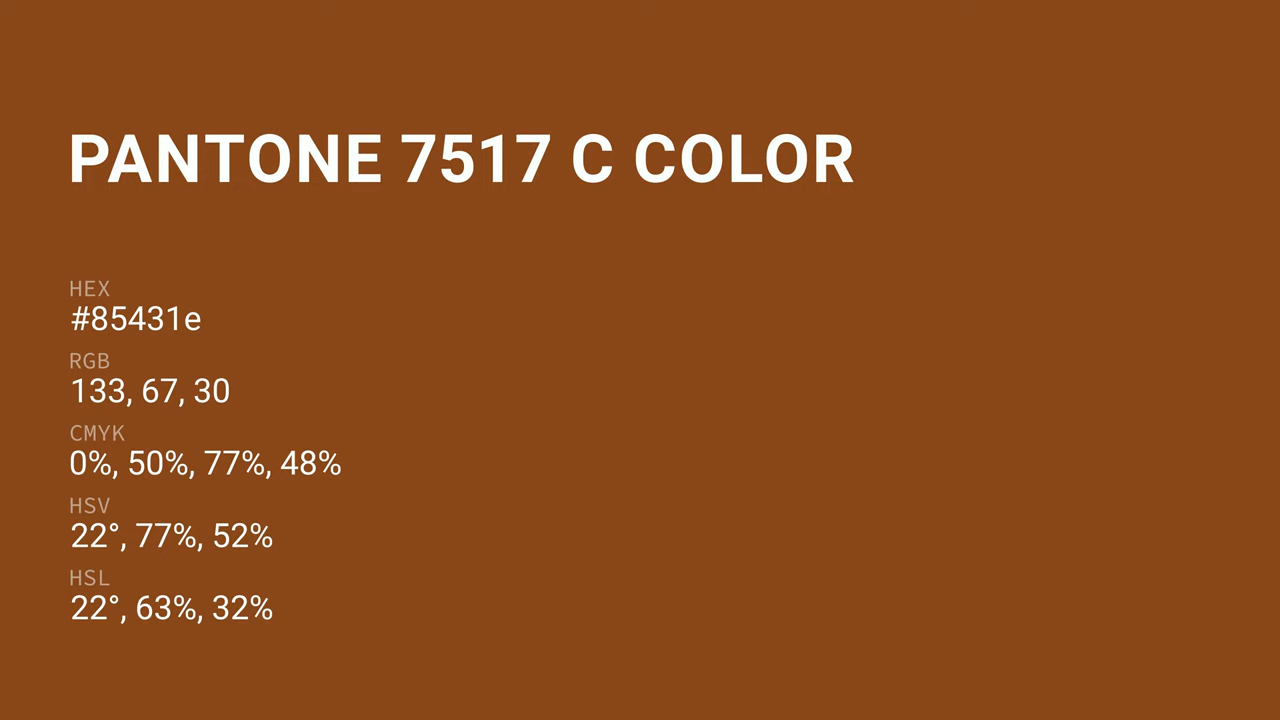 PANTONE 7517 C COLOR
HEX
#85431e
RGB
133, 67, 30
CMYK
0%, 50%, 77%, 48%
HSV
22°, 77%, 52%
HSL
22°, 63%, 32%